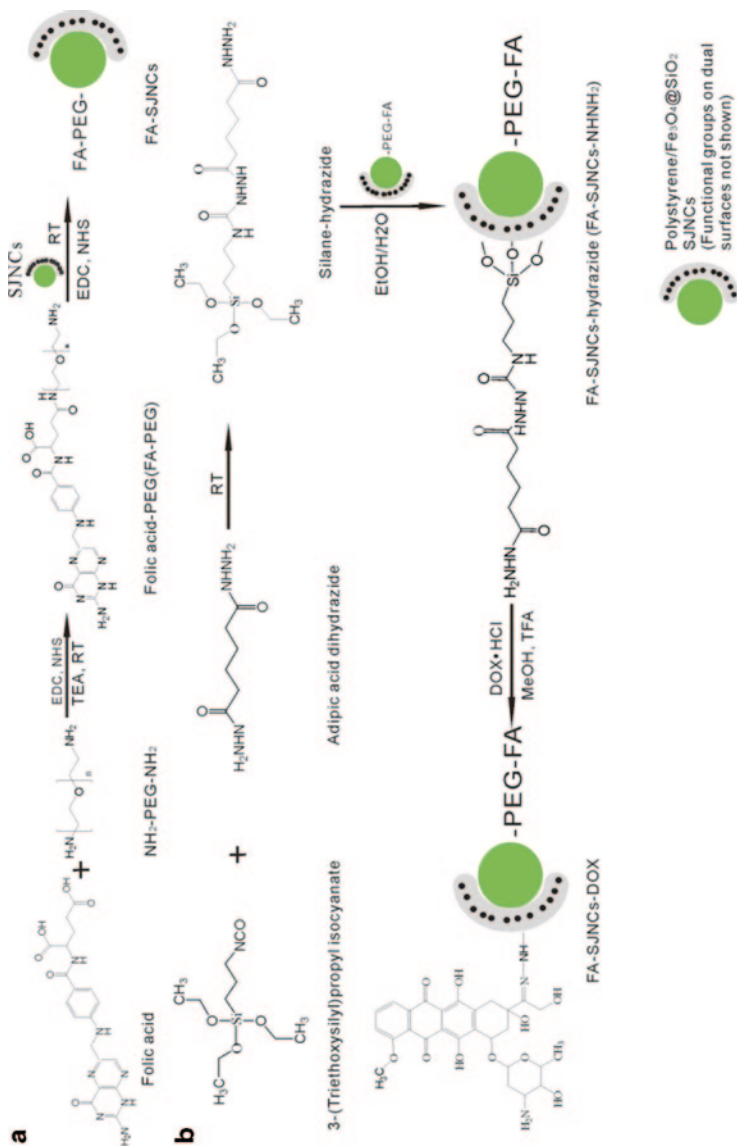 a
Folic acid
+
NH2-PEG-NH2
EDC, NHS
TEA, RT
Folic acid-PEG(FA-PEG)
SJNCs
RT
EDC, NHS
FA-PEG-
FA-SJNCs
b
3-(Triethoxysilyl)propyl isocyanate
+
Adipic acid dihydrazide
RT
Silane-hydrazide
-PEG-FA
EtOH/H2O
-PEG-FA
FA-SJNCs-hydrazide (FA-SJNCs-NHNH₂)
DOX•HCl
MeOH, TFA
-PEG-FA
FA-SJNCs-DOX
Polystyrene/Fe₃O₄@SiO₂
SJNCs
(Functional groups on dual
surfaces not shown)